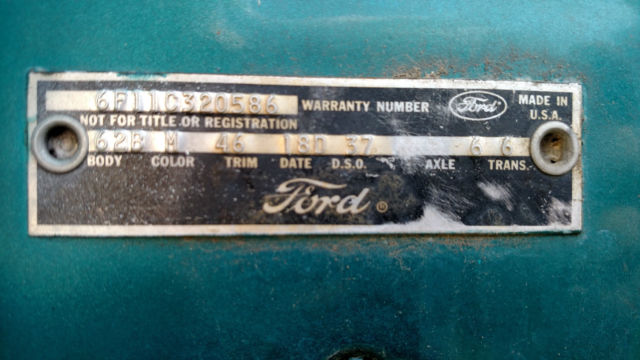 6F11C320586 WARRANTY NUMBER Ford MADE IN U.S.A.
NOT FOR TITLE OR REGISTRATION
62B M 46 18D 37 6 6
BODY COLOR TRIM DATE D.S.O. AXLE TRANS.
Ford